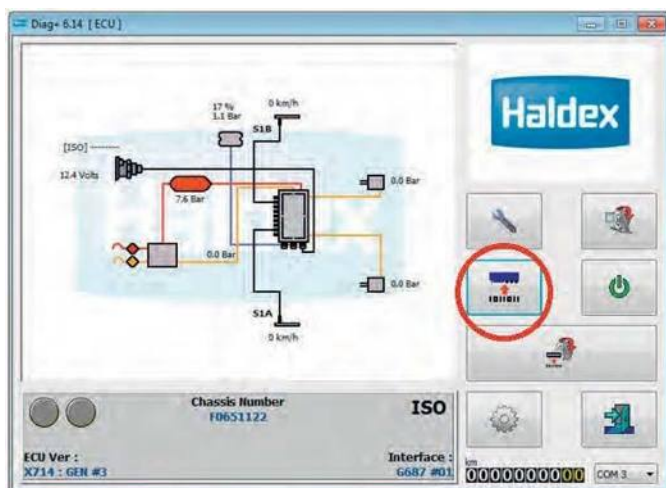 Diag+ 6.14 [ECU]
17 %
1.1 Bar
0 km/h
S1B
[ISO]
12.4 Volts
7.6 Bar
0.0 Bar
0.0 Bar
0.0 Bar
S1A
0 km/h
Haldex
Chassis Number
F0651122
ISO
ECU Ver :
X714 : GEN #3
Interface :
G687 #01
km
00000000000
COM 3